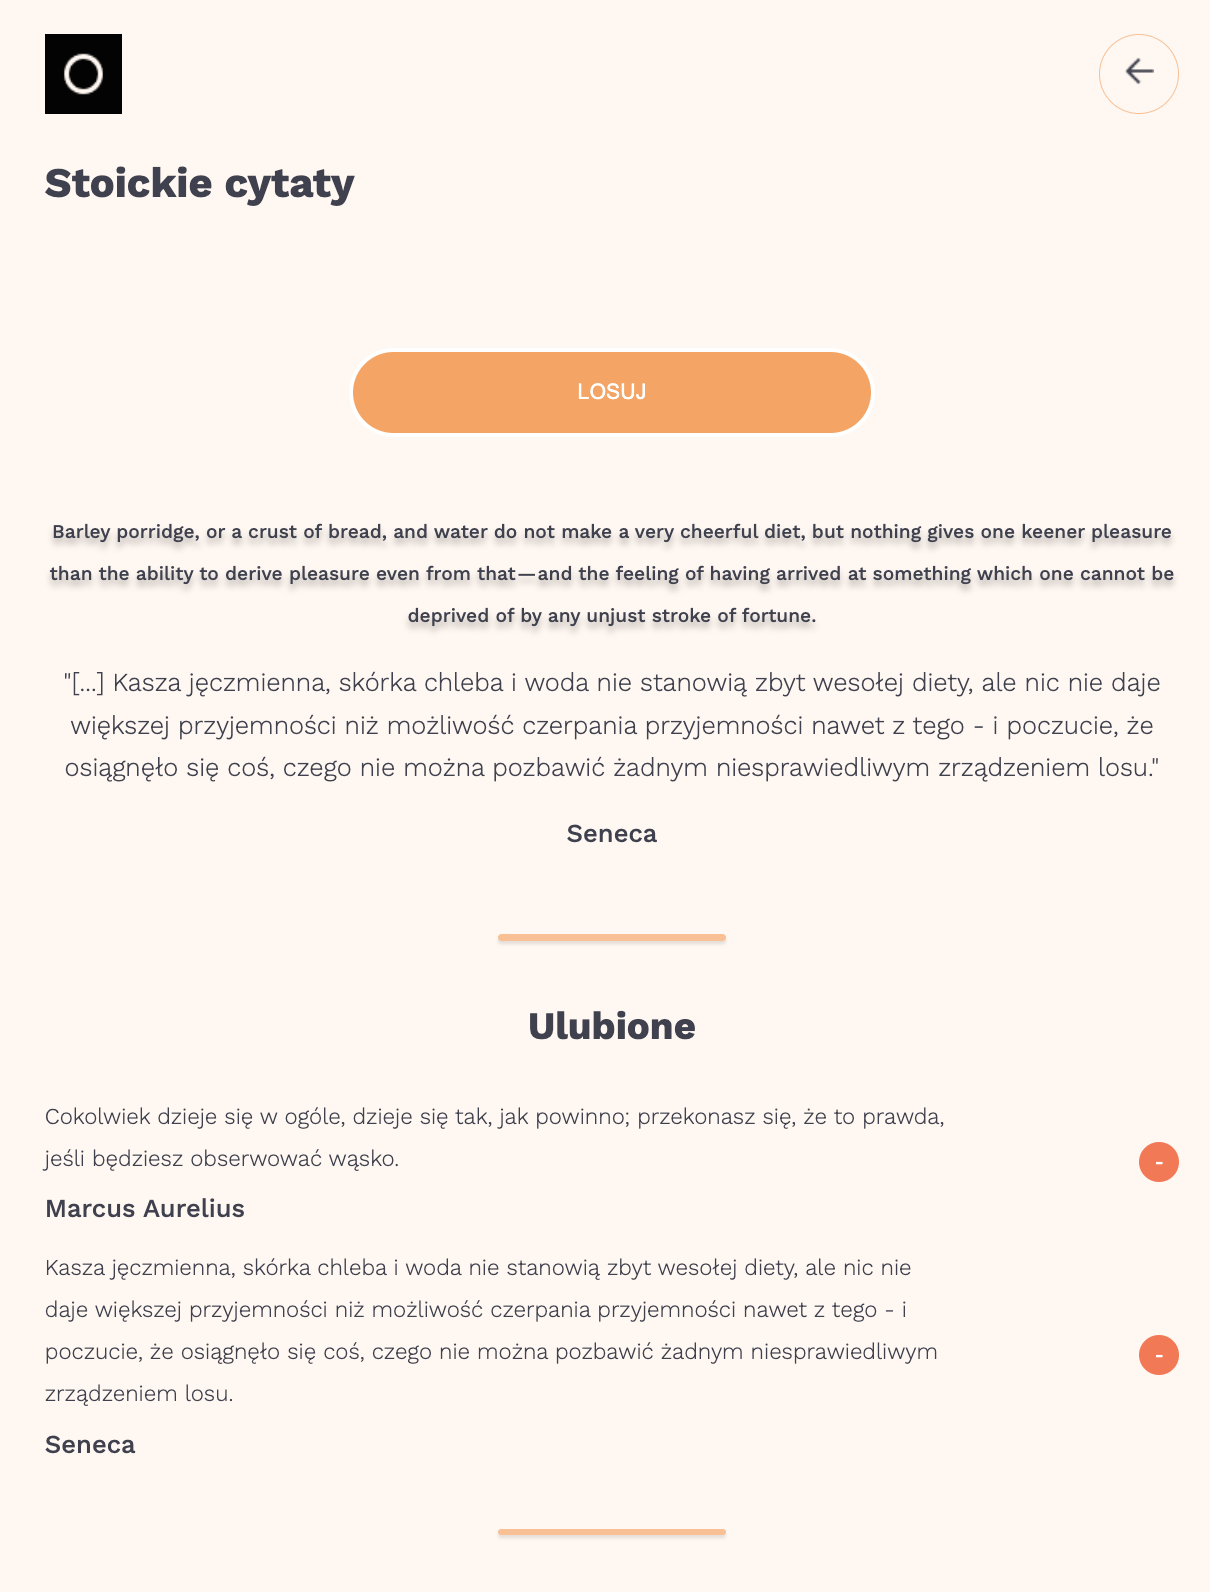 O
Stoickie cytaty
LOSUJ
Barley porridge, or a crust of bread, and water do not make a very cheerful diet, but nothing gives one keener pleasure
than the ability to derive pleasure even from that—and the feeling of having arrived at something which one cannot be
deprived of by any unjust stroke of fortune.
"[...] Kasza jęczmienna, skórka chleba i woda nie stanowią zbyt wesołej diety, ale nic nie daje
większej przyjemności niż możliwość czerpania przyjemności nawet z tego - i poczucie, że
osiągnęło się coś, czego nie można pozbawić żadnym niesprawiedliwym zrządzeniem losu."
Seneca
Ulubione
Cokolwiek dzieje się w ogóle, dzieje się tak, jak powinno; przekonasz się, że to prawda,
jeśli będziesz obserwować wąsko.
-
Marcus Aurelius
Kasza jęczmienna, skórka chleba i woda nie stanowią zbyt wesołej diety, ale nic nie
daje większej przyjemności niż możliwość czerpania przyjemności nawet z tego - i
poczucie, że osiągnęło się coś, czego nie można pozbawić żadnym niesprawiedliwym
-
zrządzeniem losu.
Seneca